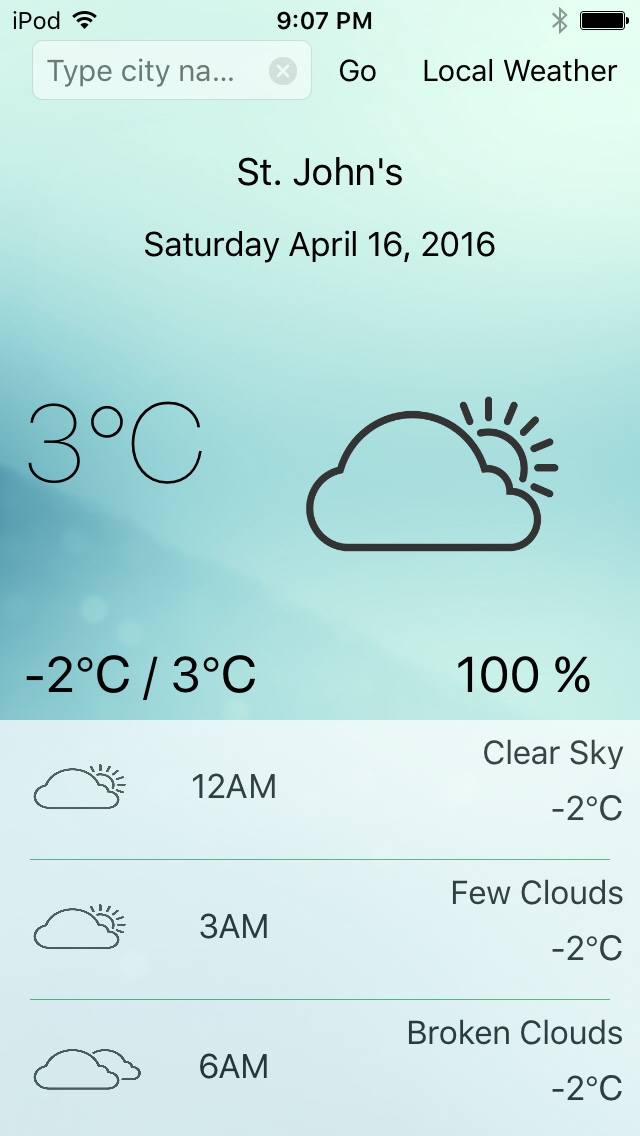 iPod 9:07 PM
Type city na... Go Local Weather
St. John's
Saturday April 16, 2016
3°C
-2°C / 3°C 100 %
Clear Sky
12AM
-2°C
Few Clouds
3AM
-2°C
Broken Clouds
6AM
-2°C